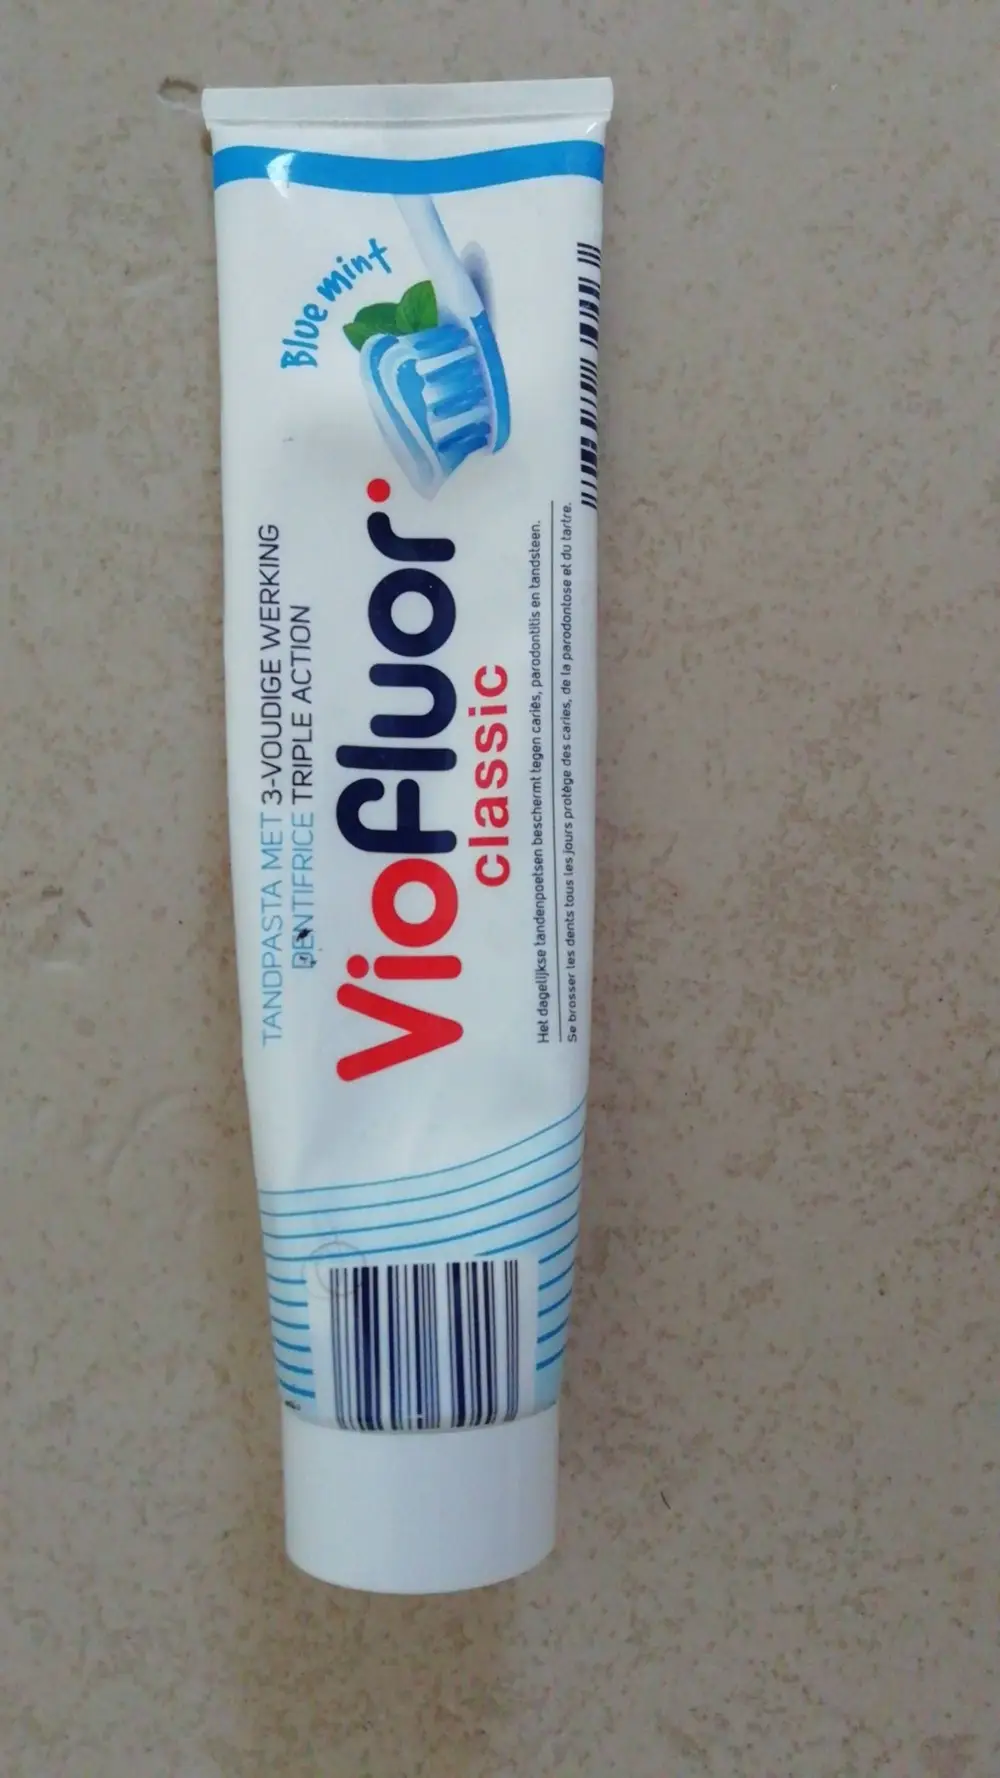 TANDPASTA MET 3-VOUDIGE WERKING
DENTIFRICE TRIPLE ACTION
Blue mint
Viofluor
classic
Het dagelijkse tandenpoetsen beschermt tegen cariës, parodontitis en tandsteen.
Se brosser les dents tous les jours protège des caries, de la parodontose et du tartre.